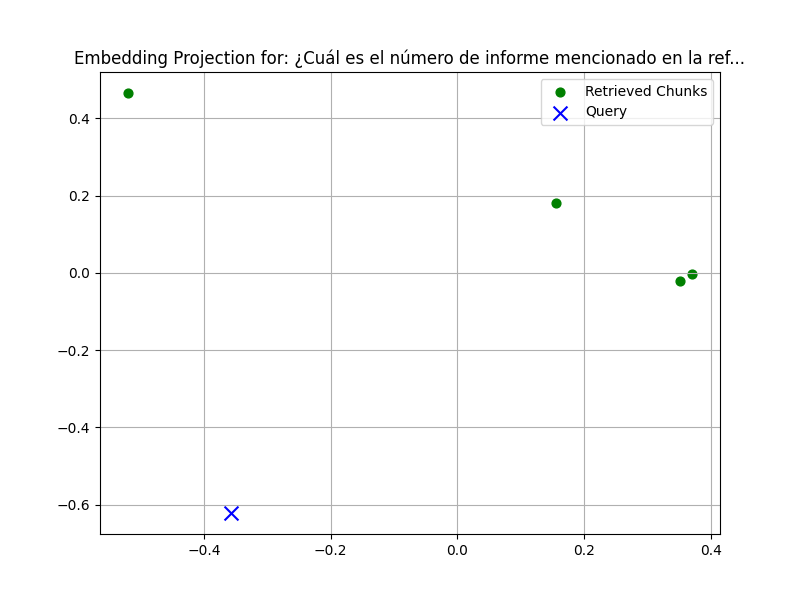 Embedding Projection for: ¿Cuál es el número de informe mencionado en la ref...
Retrieved Chunks
Query
0.4
0.2
0.0
−0.2
−0.4
−0.6
−0.4 −0.2 0.0 0.2 0.4